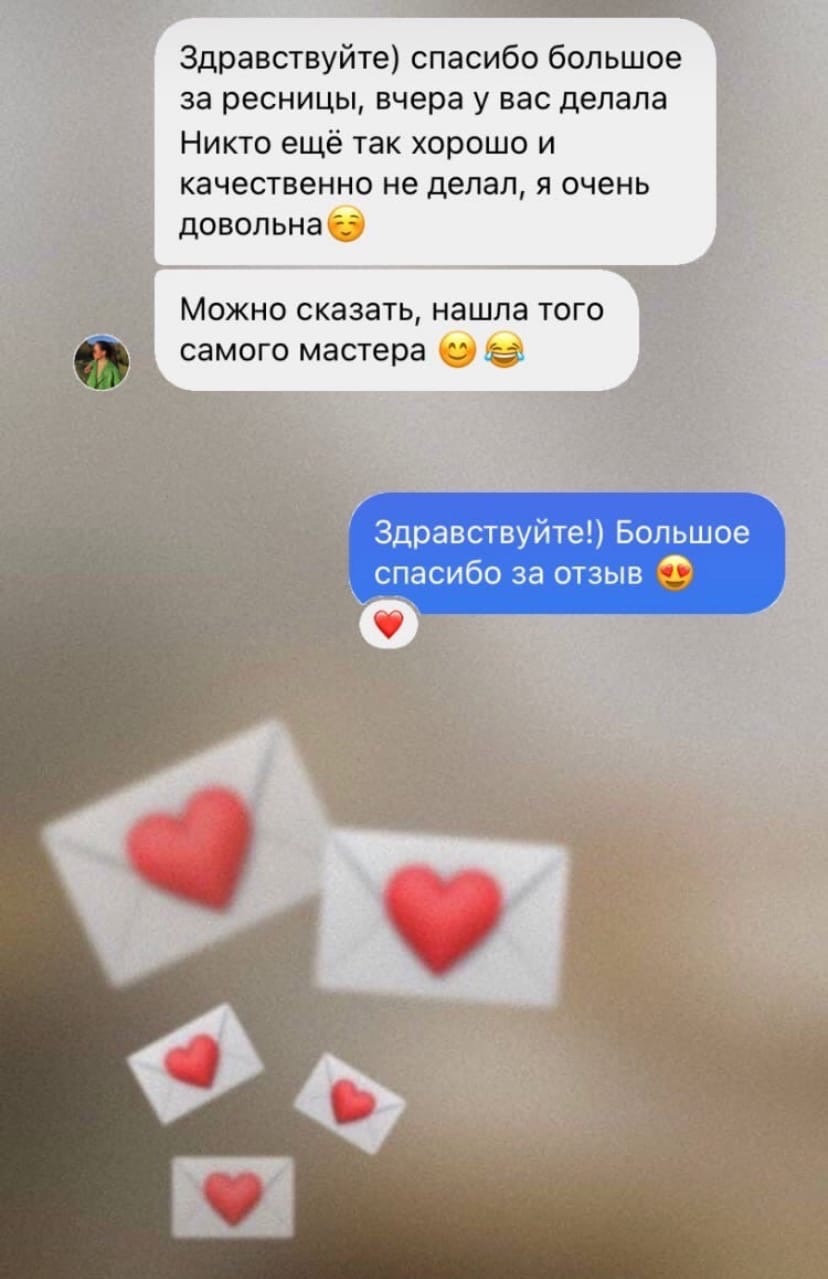 Здравствуйте) спасибо большое
за ресницы, вчера у вас делала
Никто ещё так хорошо и
качественно не делал, я очень
довольна☺️
Можно сказать, нашла того
самого мастера 😊😂
Здравствуйте!) Большое
спасибо за отзыв 😍